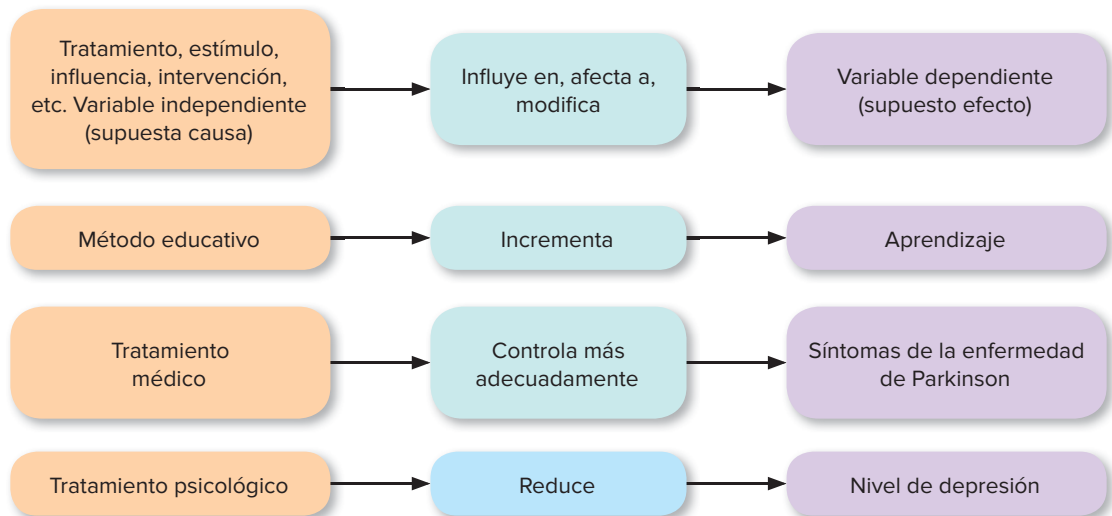 Tratamiento, estímulo,
influencia, intervención,
etc. Variable independiente
(supuesta causa)
Influye en, afecta a,
modifica
Variable dependiente
(supuesto efecto)
Método educativo
Incrementa
Aprendizaje
Tratamiento
médico
Controla más
adecuadamente
Síntomas de la enfermedad
de Parkinson
Tratamiento psicológico
Reduce
Nivel de depresión